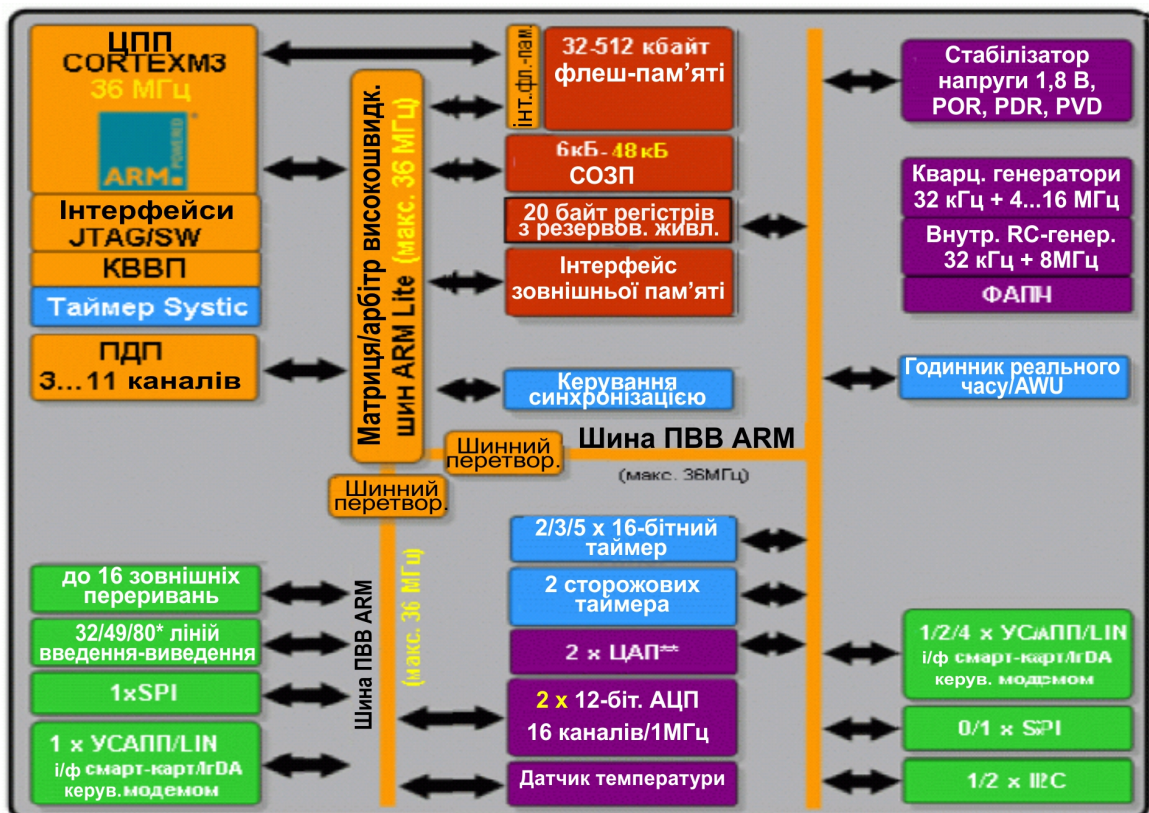 ЦПП
CORTEXM3
36 МГц
ARM POWERED
Інтерфейси
JTAG/SW
КВВП
Таймер Systic
ПДП
3...11 каналів
Матриця/арбітр високошвидк.
шин ARM Lite (макс. 36 МГц)
інт.фл.-пам.
32-512 кбайт
флеш-пам’яті
6кБ- 48 кБ
СОЗП
20 байт регістрів
з резервов. живл.
Інтерфейс
зовнішньої пам’яті
Керування
синхронізацією
Стабілізатор
напруги 1,8 В,
POR, PDR, PVD
Кварц. генератори
32 кГц + 4...16 МГц
Внутр. RC-генер.
32 кГц + 8МГц
ФАПЧ
Годинник реального
часу/AWU
Шинний
перетвор.
Шина ПВВ ARM
(макс. 36МГц)
Шинний
перетвор.
Шина ПВВ ARM
(макс. 36 МГц)
до 16 зовнішніх
переривань
32/49/80* ліній
введення-виведення
1xSPI
1 x УСАПП/LIN
і/ф смарт-карт/IrDA
керув.модемом
2/3/5 x 16-бітний
таймер
2 сторожових
таймера
2 x ЦАП**
2 x 12-біт. АЦП
16 каналів/1МГц
Датчик температури
1/2/4 x УСАПП/LIN
і/ф смарт-карт/IrDA
керув. модемом
0/1 x SPI
1/2 x I2C